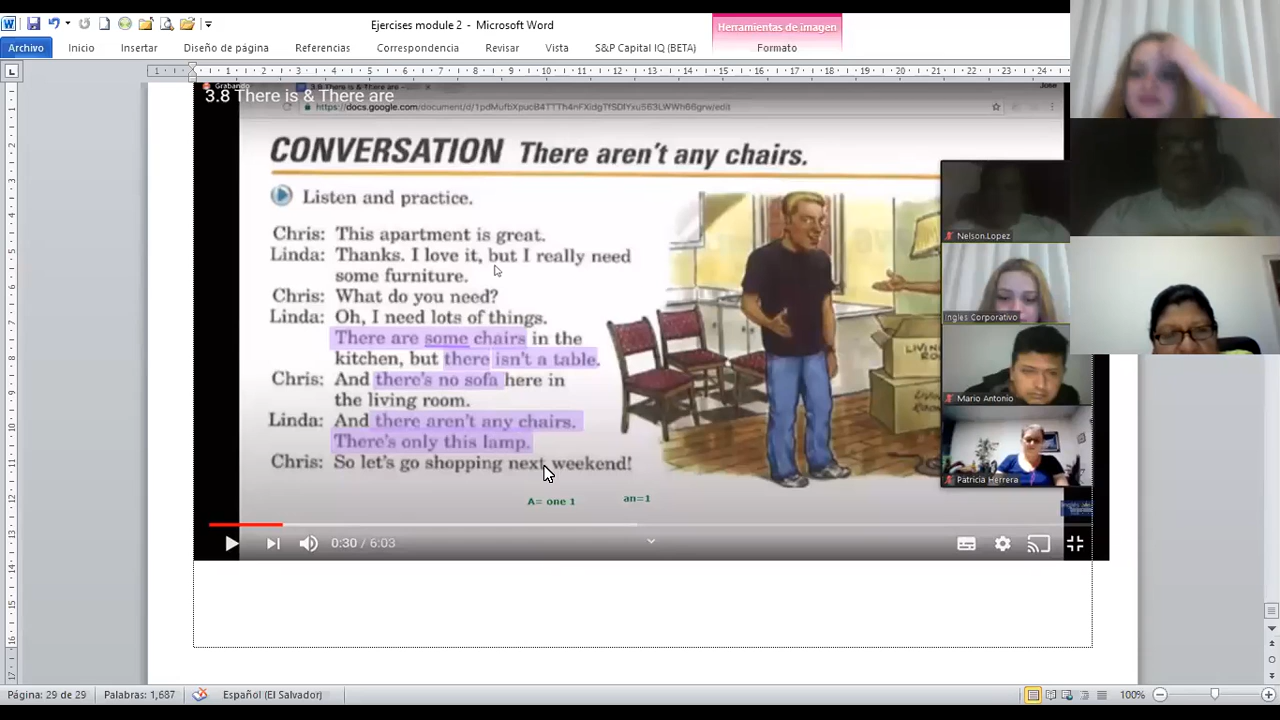 Ejercises module 2 - Microsoft Word
Herramientas de imagen
Archivo
Inicio
Insertar
Diseño de página
Referencias
Correspondencia
Revisar
Vista
S&P Capital IQ (BETA)
Formato
Grabando
3.8 There is & There are
CONVERSATION There aren't any chairs.
Listen and practice.
Chris: This apartment is great.
Linda: Thanks. I love it, but I really need
some furniture.
Chris: What do you need?
Linda: Oh, I need lots of things.
There are some chairs in the
kitchen, but there isn't a table.
Chris: And there's no sofa here in
the living room.
Linda: And there aren't any chairs.
There's only this lamp.
Chris: So let's go shopping next weekend!
A= one 1
an=1
0:30 / 6:03
Nelson.Lopez
Ingles Corporativo
Mario Antonio
Patricia Herrera
Página: 29 de 29
Palabras: 1,687
Español (El Salvador)
100%